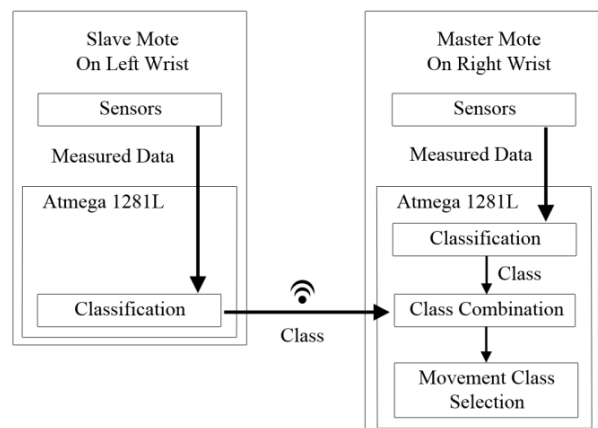 Slave Mote
On Left Wrist
Sensors
Measured Data
Atmega 1281L
Classification
Class
Master Mote
On Right Wrist
Sensors
Measured Data
Atmega 1281L
Classification
Class
Class Combination
Movement Class
Selection